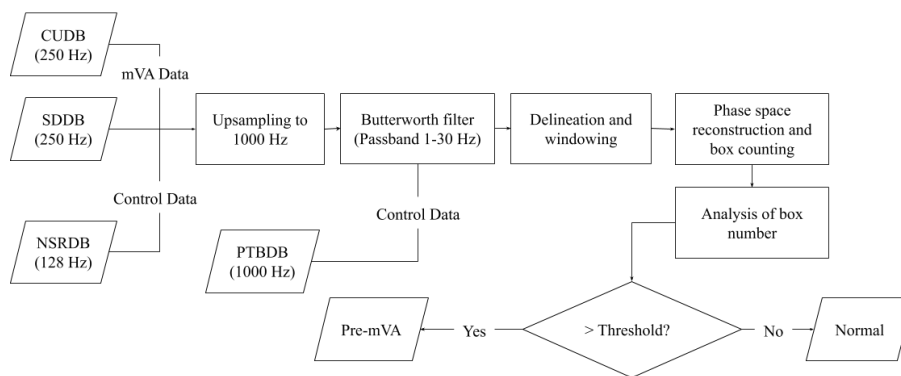 CUDB
(250 Hz)
mVA Data
SDDB
(250 Hz)
Upsampling to
1000 Hz
Butterworth filter
(Passband 1-30 Hz)
Delineation and
windowing
Phase space
reconstruction and
box counting
Control Data
NSRDB
(128 Hz)
Control Data
PTBDB
(1000 Hz)
Analysis of box
number
> Threshold?
Yes
Pre-mVA
No
Normal